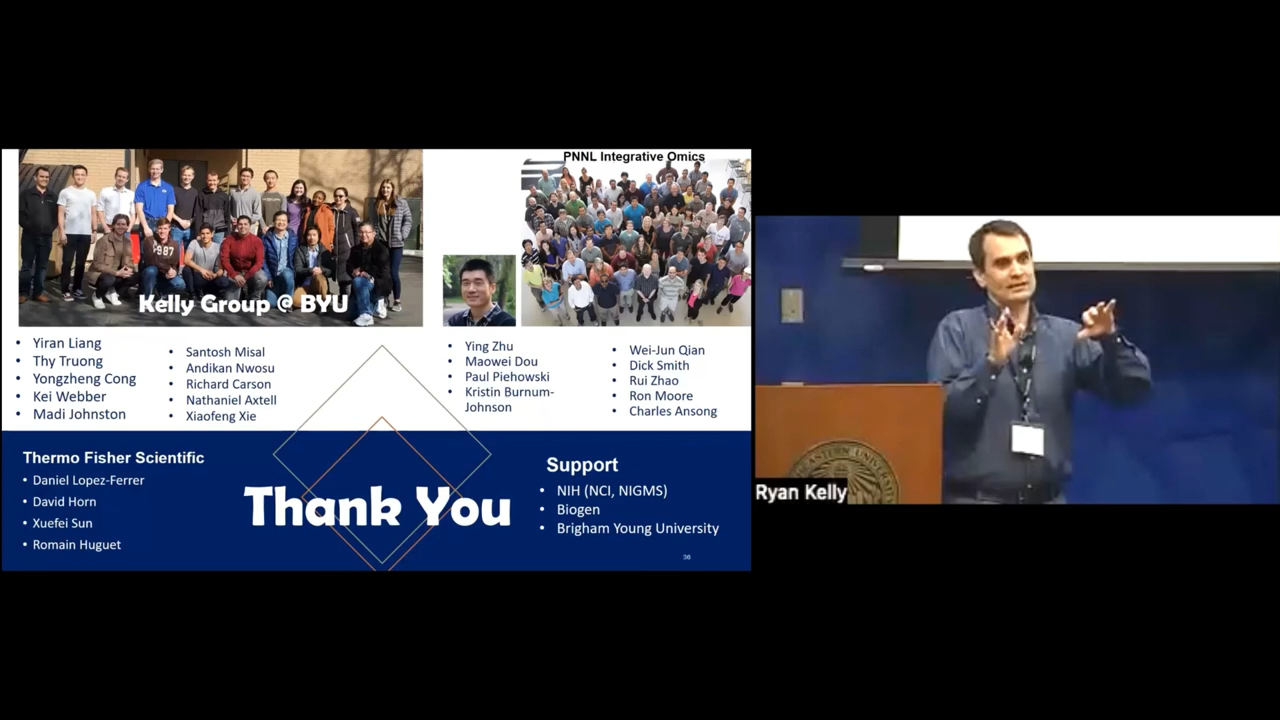 PNNL Integrative Omics
Kelly Group @ BYU
• Yiran Liang
• Thy Truong
• Yongzheng Cong
• Kei Webber
• Madi Johnston
• Santosh Misal
• Andikan Nwosu
• Richard Carson
• Nathaniel Axtell
• Xiaofeng Xie
• Ying Zhu
• Maowei Dou
• Paul Piehowski
• Kristin Burnum-
Johnson
• Wei-Jun Qian
• Dick Smith
• Rui Zhao
• Ron Moore
• Charles Ansong
Thermo Fisher Scientific
• Daniel Lopez-Ferrer
• David Horn
• Xuefei Sun
• Romain Huguet
Thank You
Support
• NIH (NCI, NIGMS)
• Biogen
• Brigham Young University
36
Ryan Kelly